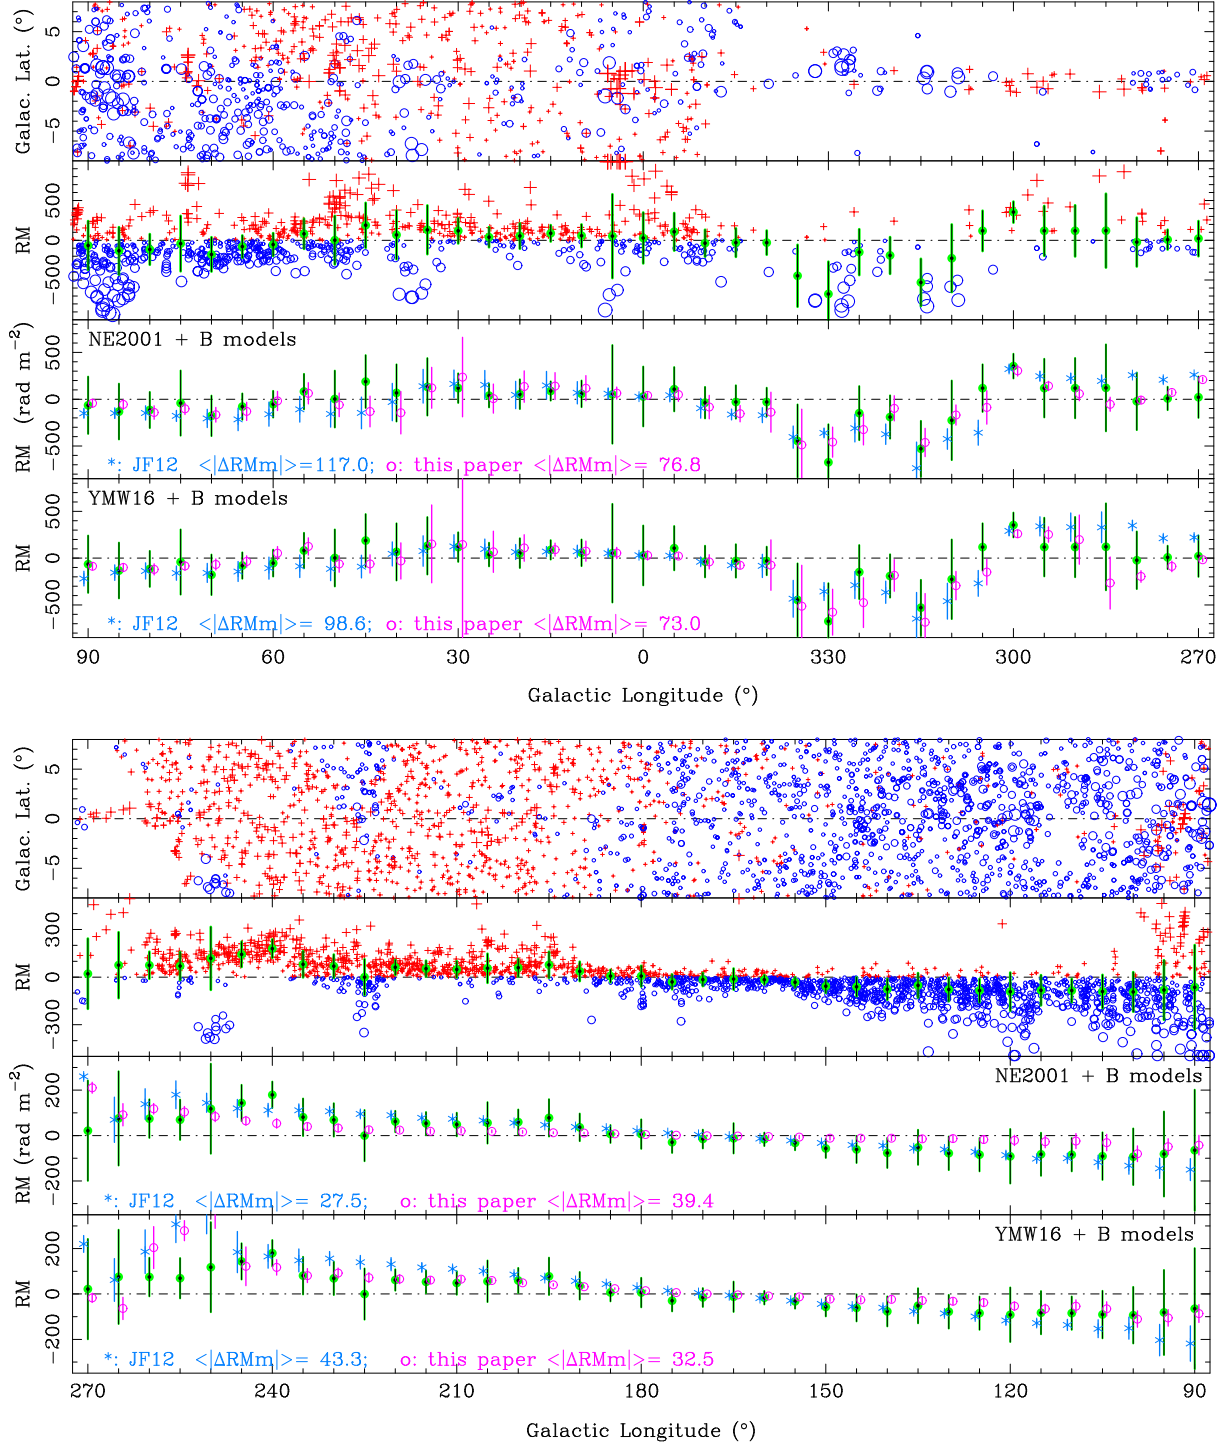 Galac. Lat. (°)
5
0
−5
RM
500
0
−500
RM (rad m⁻²)
500
0
−500
NE2001 + B models
*: JF12 <|ΔRMm|>=117.0; o: this paper <|ΔRMm|>= 76.8
RM
500
0
−500
YMW16 + B models
*: JF12 <|ΔRMm|>= 98.6; o: this paper <|ΔRMm|>= 73.0
90 60 30 0 330 300 270
Galactic Longitude (°)
Galac. Lat. (°)
5
0
−5
RM
300
0
−300
RM (rad m⁻²)
200
0
−200
NE2001 + B models
*: JF12 <|ΔRMm|>= 27.5; o: this paper <|ΔRMm|>= 39.4
RM
200
0
−200
YMW16 + B models
*: JF12 <|ΔRMm|>= 43.3; o: this paper <|ΔRMm|>= 32.5
270 240 210 180 150 120 90
Galactic Longitude (°)